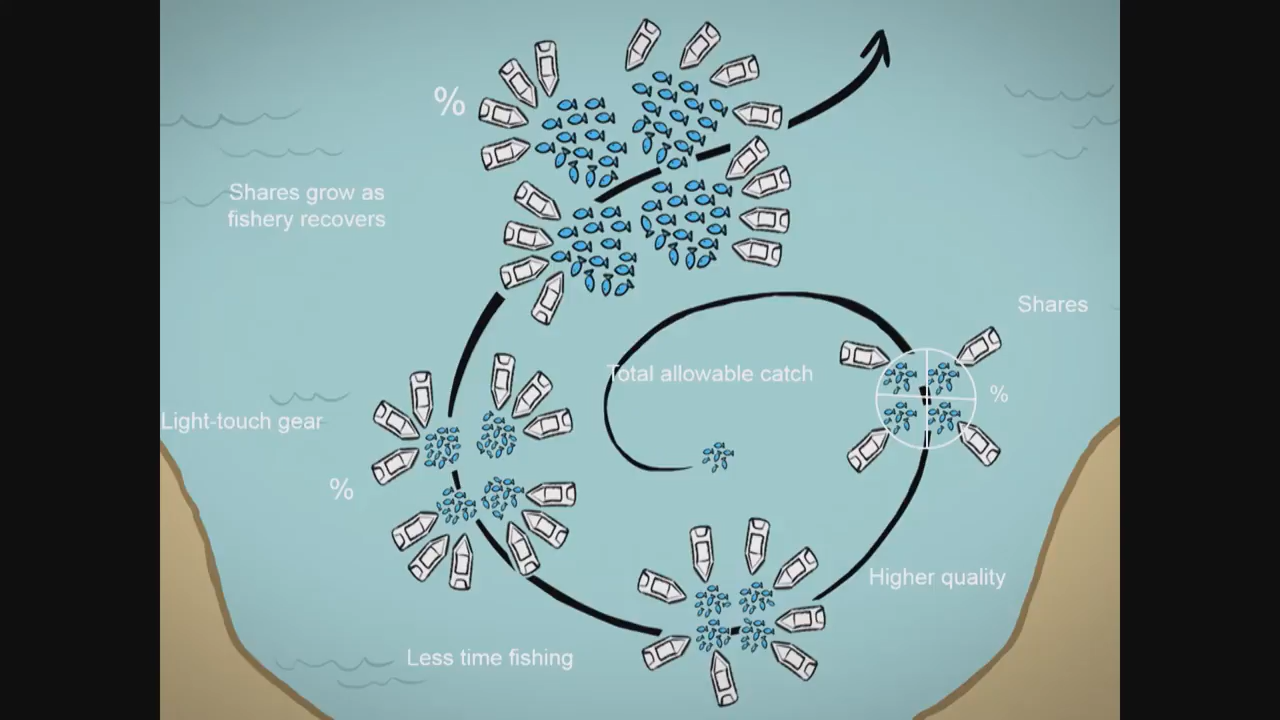 %
Shares grow as
fishery recovers
Shares
Total allowable catch
%
Light-touch gear
%
Higher quality
Less time fishing